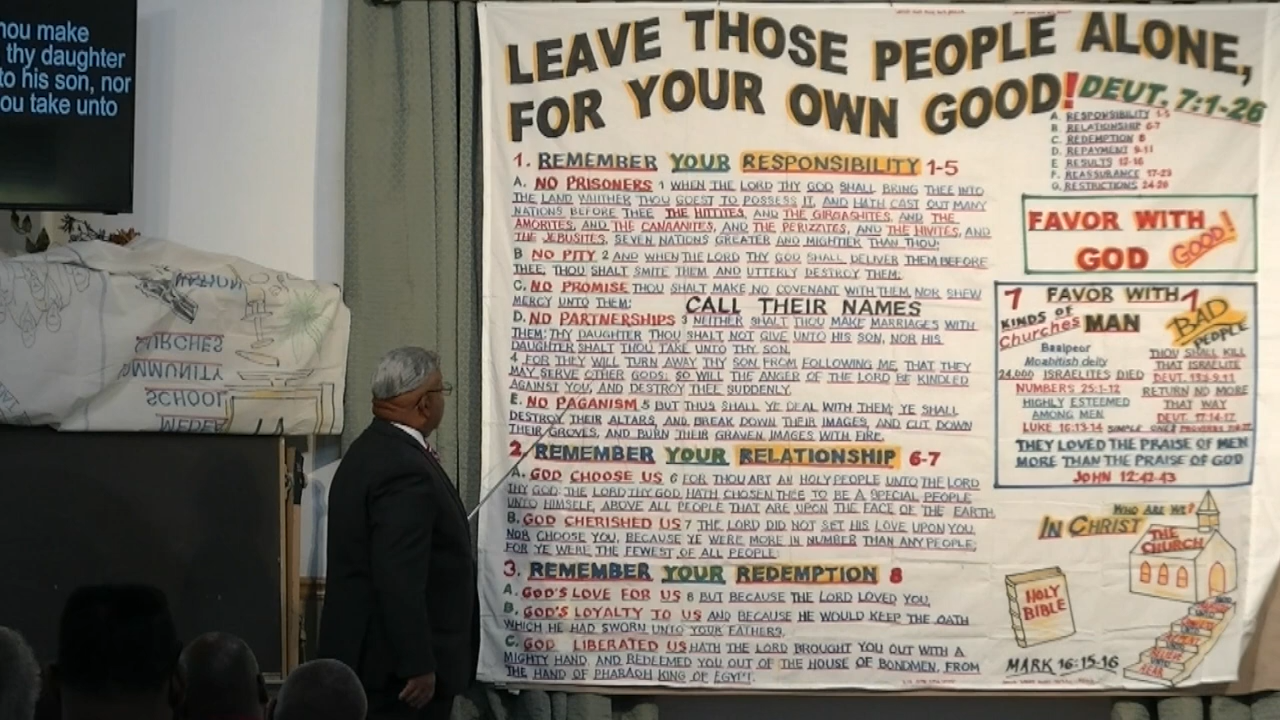 hou make
thy daughter
to his son, nor
ou take unto
NATION
AIRCHES
MMUNITY
SCHOOL
LEAVE THOSE PEOPLE ALONE,
FOR YOUR OWN GOOD!
DEUT. 7:1-26
A. RESPONSIBILITY 1-5
B. RELATIONSHIP 6-7
C. REDEMPTION 8
D. REPAYMENT 9-11
E RESULTS 12-16
F. REASSURANCE 17-23
G. RESTRICTIONS 24-26
1. REMEMBER YOUR RESPONSIBILITY 1-5
A. NO PRISONERS 1 WHEN THE LORD THY GOD SHALL BRING THEE INTO
THE LAND WHITHER THOU GOEST TO POSSESS IT, AND HATH CAST OUT MANY
NATIONS BEFORE THEE THE HITTITES, AND THE GIRGASHITES, AND THE
AMORITES, AND THE CANAANITES, AND THE PERIZZITES, AND THE HIVITES, AND
THE JEBUSITES, SEVEN NATIONS GREATER AND MIGHTIER THAN THOU:
B NO PITY 2 AND WHEN THE LORD THY GOD SHALL DELIVER THEM BEFORE
THEE, THOU SHALT SMITE THEM AND UTTERLY DESTROY THEM;
C. NO PROMISE THOU SHALT MAKE NO COVENANT WITH THEM, NOR SHEW
MERCY UNTO THEM:
CALL THEIR NAMES
D. NO PARTNERSHIPS 3 NEITHER SHALT THOU MAKE MARRIAGES WITH
THEM; THY DAUGHTER THOU SHALT NOT GIVE UNTO HIS SON, NOR HIS
DAUGHTER SHALT THOU TAKE UNTO THY SON.
4 FOR THEY WILL TURN AWAY THY SON FROM FOLLOWING ME, THAT THEY
MAY SERVE OTHER GODS: SO WILL THE ANGER OF THE LORD BE KINDLED
AGAINST YOU, AND DESTROY THEE SUDDENLY.
E. NO PAGANISM 5 BUT THUS SHALL YE DEAL WITH THEM; YE SHALL
DESTROY THEIR ALTARS, AND BREAK DOWN THEIR IMAGES, AND CUT DOWN
THEIR GROVES, AND BURN THEIR GRAVEN IMAGES WITH FIRE.
2. REMEMBER YOUR RELATIONSHIP 6-7
A. GOD CHOOSE US 6 FOR THOU ART AN HOLY PEOPLE UNTO THE LORD
THY GOD: THE LORD THY GOD HATH CHOSEN THEE TO BE A SPECIAL PEOPLE
UNTO HIMSELF, ABOVE ALL PEOPLE THAT ARE UPON THE FACE OF THE EARTH.
B. GOD CHERISHED US 7 THE LORD DID NOT SET HIS LOVE UPON YOU,
NOR CHOOSE YOU, BECAUSE YE WERE MORE IN NUMBER THAN ANY PEOPLE;
FOR YE WERE THE FEWEST OF ALL PEOPLE:
3. REMEMBER YOUR REDEMPTION 8
A. GOD'S LOVE FOR US 8 BUT BECAUSE THE LORD LOVED YOU,
B. GOD'S LOYALTY TO US AND BECAUSE HE WOULD KEEP THE OATH
WHICH HE HAD SWORN UNTO YOUR FATHERS,
C. GOD LIBERATED US HATH THE LORD BROUGHT YOU OUT WITH A
MIGHTY HAND, AND REDEEMED YOU OUT OF THE HOUSE OF BONDMEN, FROM
THE HAND OF PHARAOH KING OF EGYPT.
FAVOR WITH
GOD GOOD!
7 FAVOR WITH 1
KINDS OF
Churches MAN BAD
PEOPLE
Baalpeor
Moabitish deity
24,000 ISRAELITES DIED
NUMBERS 25:1-12
HIGHLY ESTEEMED
AMONG MEN
LUKE 16:13-14
THOU SHALL KILL
THAT ISRAELITE
DEUT. 13:6,9-11
RETURN NO MORE
THAT WAY
DEUT. 17:14-17
SIMPLE ONES PROVERBS
THEY LOVED THE PRAISE OF MEN
MORE THAN THE PRAISE OF GOD
JOHN 12:42-43
WHO ARE WE?
IN CHRIST
THE
CHURCH
HOLY
BIBLE
MARK 16:15-16
HEAR